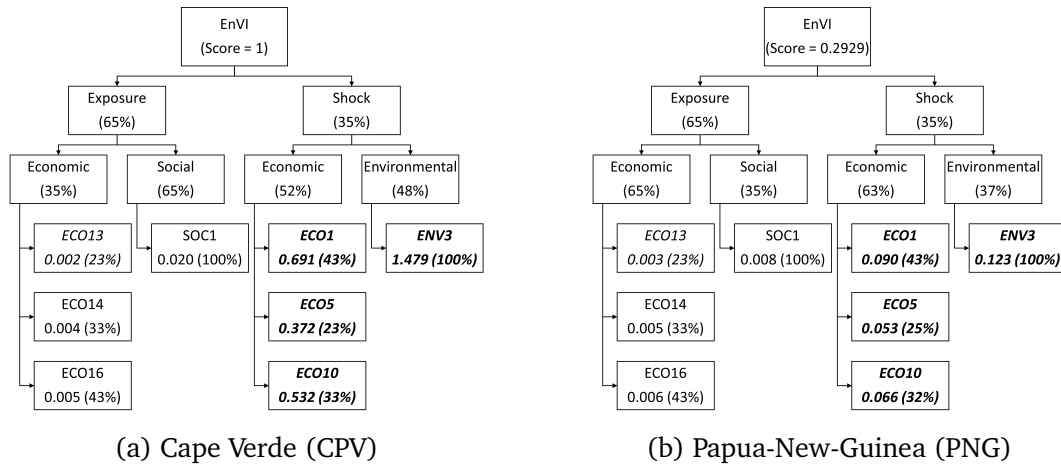 EnVI
(Score = 1)
Exposure
(65%)
Shock
(35%)
Economic
(35%)
Social
(65%)
Economic
(52%)
Environmental
(48%)
ECO13
0.002 (23%)
SOC1
0.020 (100%)
ECO1
0.691 (43%)
ENV3
1.479 (100%)
ECO14
0.004 (33%)
ECO5
0.372 (23%)
ECO16
0.005 (43%)
ECO10
0.532 (33%)
(a) Cape Verde (CPV)
EnVI
(Score = 0.2929)
Exposure
(65%)
Shock
(35%)
Economic
(65%)
Social
(35%)
Economic
(63%)
Environmental
(37%)
ECO13
0.003 (23%)
SOC1
0.008 (100%)
ECO1
0.090 (43%)
ENV3
0.123 (100%)
ECO14
0.005 (33%)
ECO5
0.053 (25%)
ECO16
0.006 (43%)
ECO10
0.066 (32%)
(b) Papua-New-Guinea (PNG)